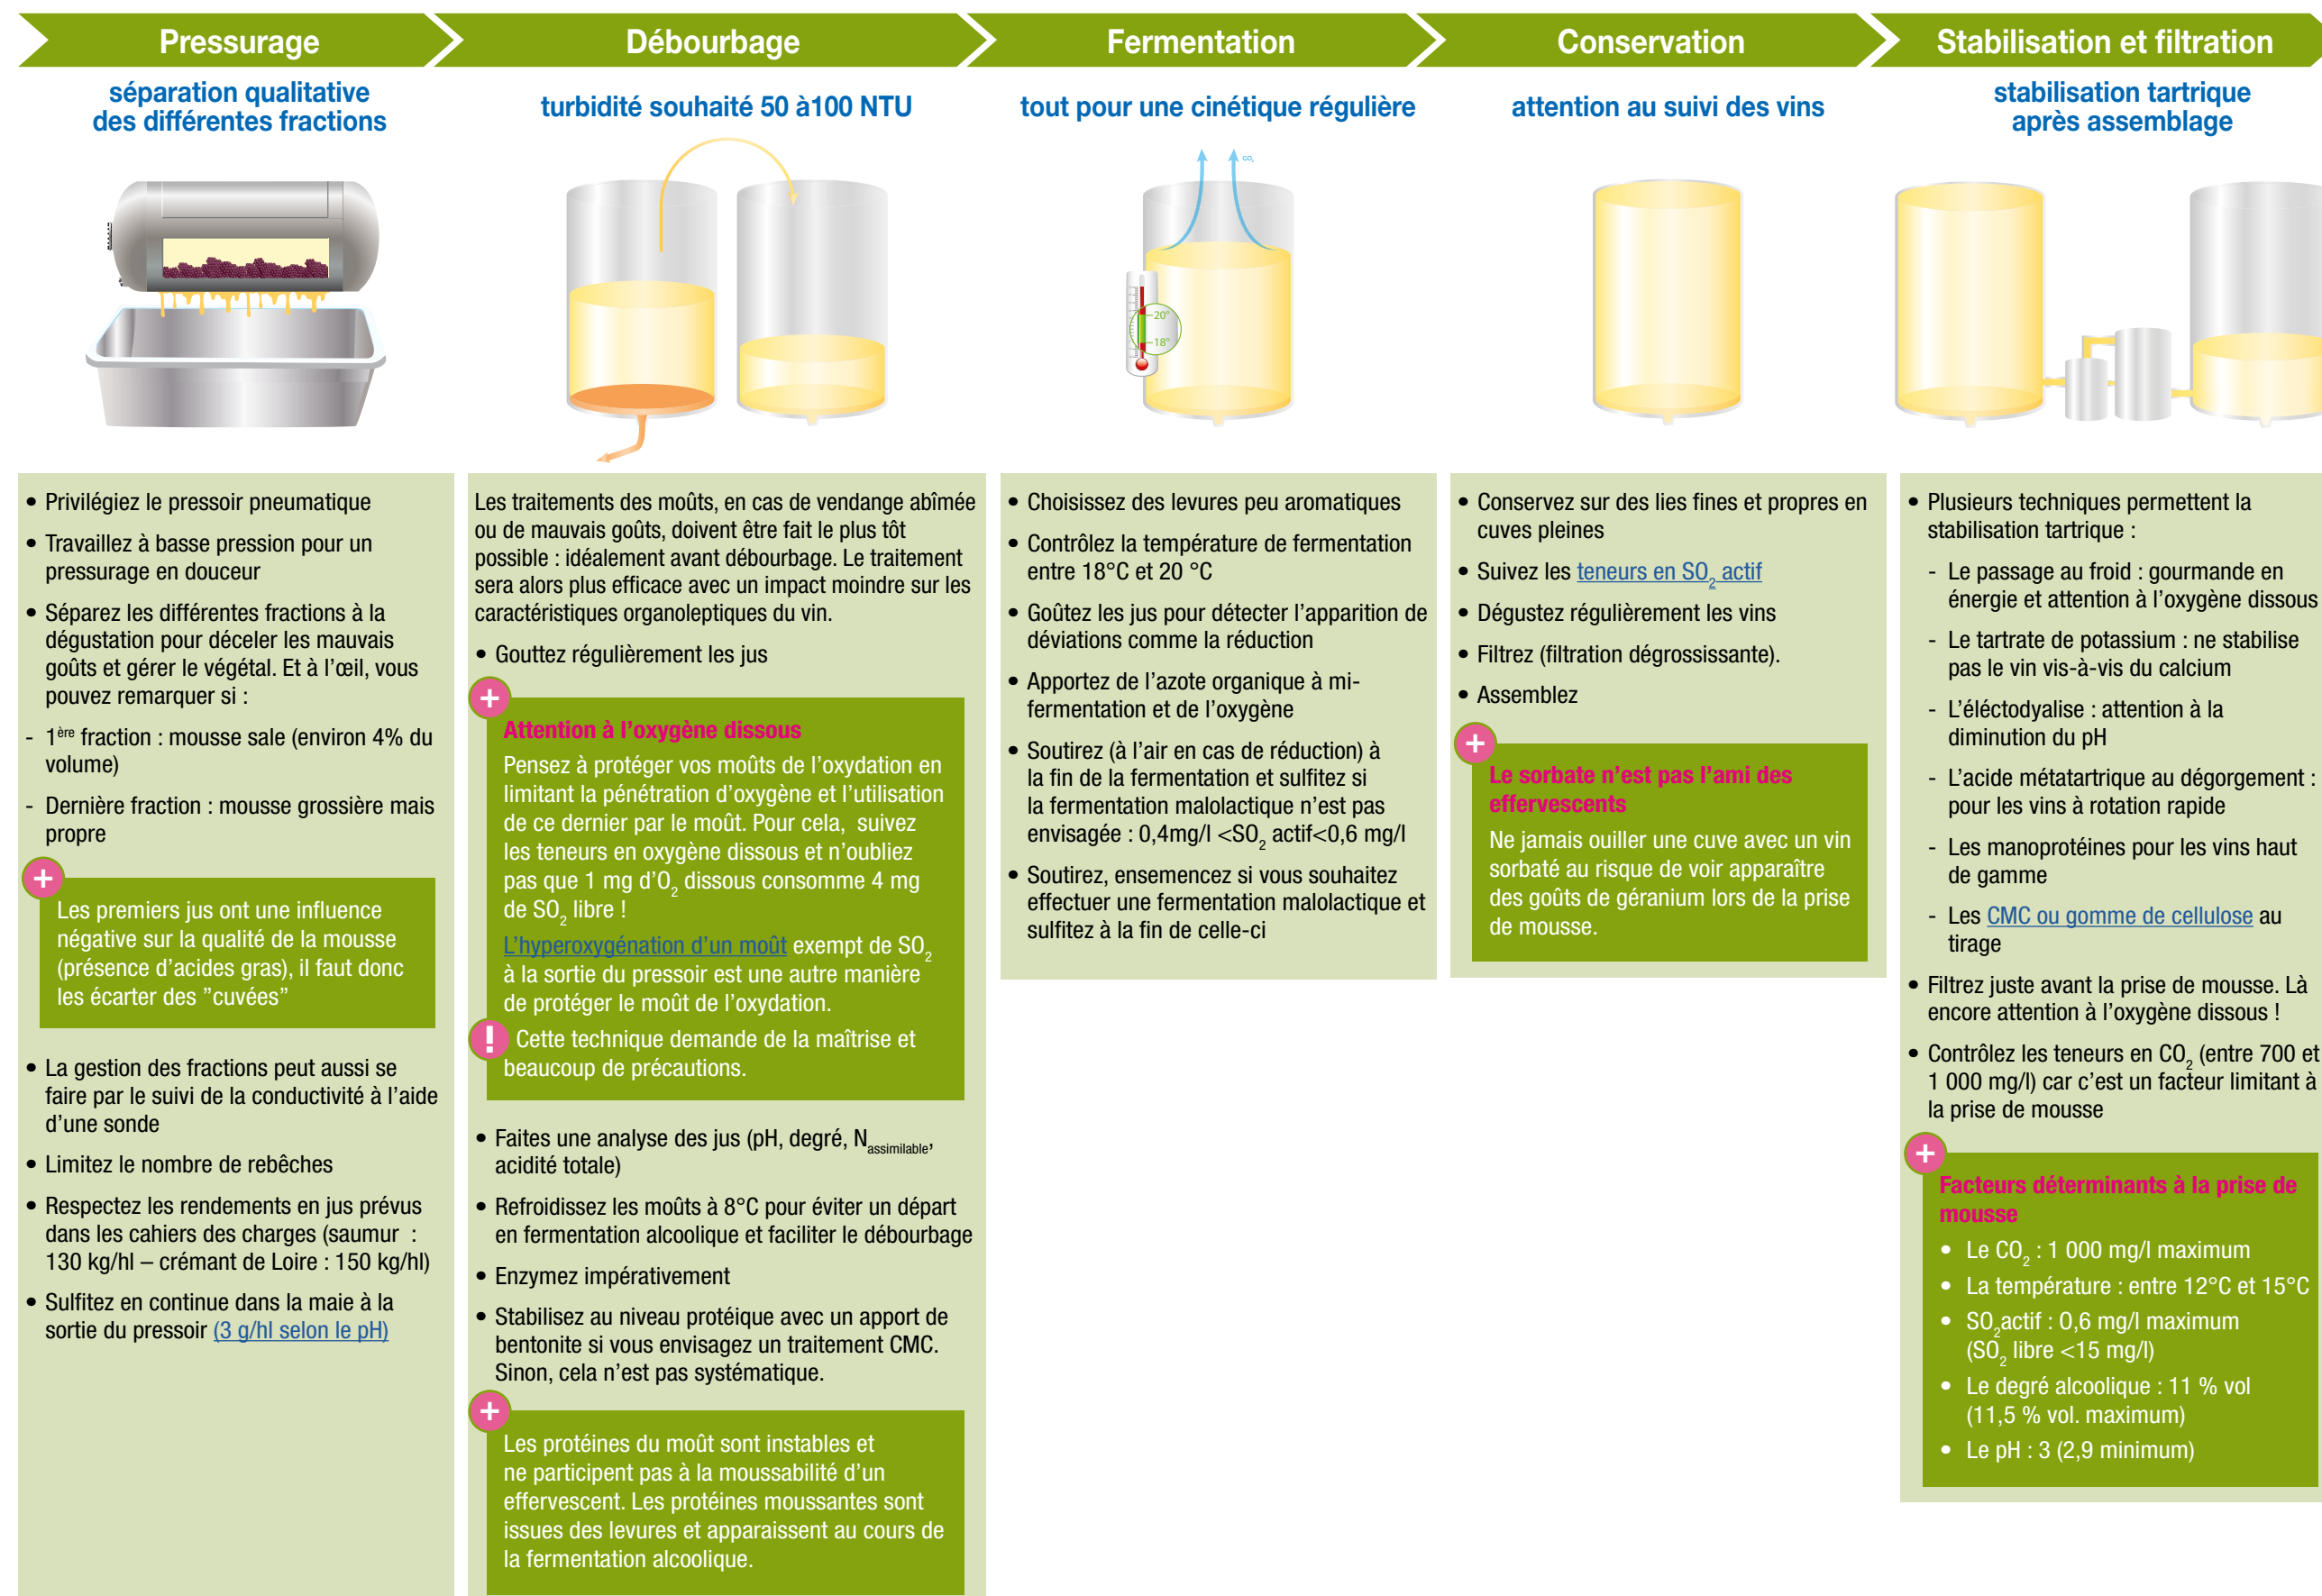 Pressurage
séparation qualitative
des différentes fractions
• Privilégiez le pressoir pneumatique
• Travaillez à basse pression pour un
pressurage en douceur
• Séparez les différentes fractions à la
dégustation pour déceler les mauvais
goûts et gérer le végétal. Et à l’œil, vous
pouvez remarquer si :
- 1ère fraction : mousse sale (environ 4% du
volume)
- Dernière fraction : mousse grossière mais
propre
+
Les premiers jus ont une influence
négative sur la qualité de la mousse
(présence d’acides gras), il faut donc
les écarter des ”cuvées”
• La gestion des fractions peut aussi se
faire par le suivi de la conductivité à l’aide
d’une sonde
• Limitez le nombre de rebêches
• Respectez les rendements en jus prévus
dans les cahiers des charges (saumur :
130 kg/hl – crémant de Loire : 150 kg/hl)
• Sulfitez en continue dans la maie à la
sortie du pressoir (3 g/hl selon le pH)
Débourbage
turbidité souhaité 50 à100 NTU
Les traitements des moûts, en cas de vendange abîmée
ou de mauvais goûts, doivent être fait le plus tôt
possible : idéalement avant débourbage. Le traitement
sera alors plus efficace avec un impact moindre sur les
caractéristiques organoleptiques du vin.
• Gouttez régulièrement les jus
+
Attention à l’oxygène dissous
Pensez à protéger vos moûts de l’oxydation en
limitant la pénétration d’oxygène et l’utilisation
de ce dernier par le moût. Pour cela, suivez
les teneurs en oxygène dissous et n’oubliez
pas que 1 mg d’O2 dissous consomme 4 mg
de SO2 libre !
L’hyperoxygénation d’un moût exempt de SO2
à la sortie du pressoir est une autre manière
de protéger le moût de l’oxydation.
! Cette technique demande de la maîtrise et
beaucoup de précautions.
• Faites une analyse des jus (pH, degré, Nassimilable,
acidité totale)
• Refroidissez les moûts à 8°C pour éviter un départ
en fermentation alcoolique et faciliter le débourbage
• Enzymez impérativement
• Stabilisez au niveau protéique avec un apport de
bentonite si vous envisagez un traitement CMC.
Sinon, cela n’est pas systématique.
+
Les protéines du moût sont instables et
ne participent pas à la moussabilité d’un
effervescent. Les protéines moussantes sont
issues des levures et apparaissent au cours de
la fermentation alcoolique.
Fermentation
tout pour une cinétique régulière
CO2
20°
18°
• Choisissez des levures peu aromatiques
• Contrôlez la température de fermentation
entre 18°C et 20 °C
• Goûtez les jus pour détecter l’apparition de
déviations comme la réduction
• Apportez de l’azote organique à mi-
fermentation et de l’oxygène
• Soutirez (à l’air en cas de réduction) à
la fin de la fermentation et sulfitez si
la fermentation malolactique n’est pas
envisagée : 0,4mg/l <SO2 actif<0,6 mg/l
• Soutirez, ensemencez si vous souhaitez
effectuer une fermentation malolactique et
sulfitez à la fin de celle-ci
Conservation
attention au suivi des vins
• Conservez sur des lies fines et propres en
cuves pleines
• Suivez les teneurs en SO2 actif
• Dégustez régulièrement les vins
• Filtrez (filtration dégrossissante).
• Assemblez
+
Le sorbate n’est pas l’ami des
effervescents
Ne jamais ouiller une cuve avec un vin
sorbaté au risque de voir apparaître
des goûts de géranium lors de la prise
de mousse.
Stabilisation et filtration
stabilisation tartrique
après assemblage
• Plusieurs techniques permettent la
stabilisation tartrique :
- Le passage au froid : gourmande en
énergie et attention à l’oxygène dissous
- Le tartrate de potassium : ne stabilise
pas le vin vis-à-vis du calcium
- L’éléctodyalise : attention à la
diminution du pH
- L’acide métatartrique au dégorgement :
pour les vins à rotation rapide
- Les manoprotéines pour les vins haut
de gamme
- Les CMC ou gomme de cellulose au
tirage
• Filtrez juste avant la prise de mousse. Là
encore attention à l’oxygène dissous !
• Contrôlez les teneurs en CO2 (entre 700 et
1 000 mg/l) car c’est un facteur limitant à
la prise de mousse
+
Facteurs déterminants à la prise de
mousse
• Le CO2 : 1 000 mg/l maximum
• La température : entre 12°C et 15°C
• SO2actif : 0,6 mg/l maximum
(SO2 libre <15 mg/l)
• Le degré alcoolique : 11 % vol
(11,5 % vol. maximum)
• Le pH : 3 (2,9 minimum)